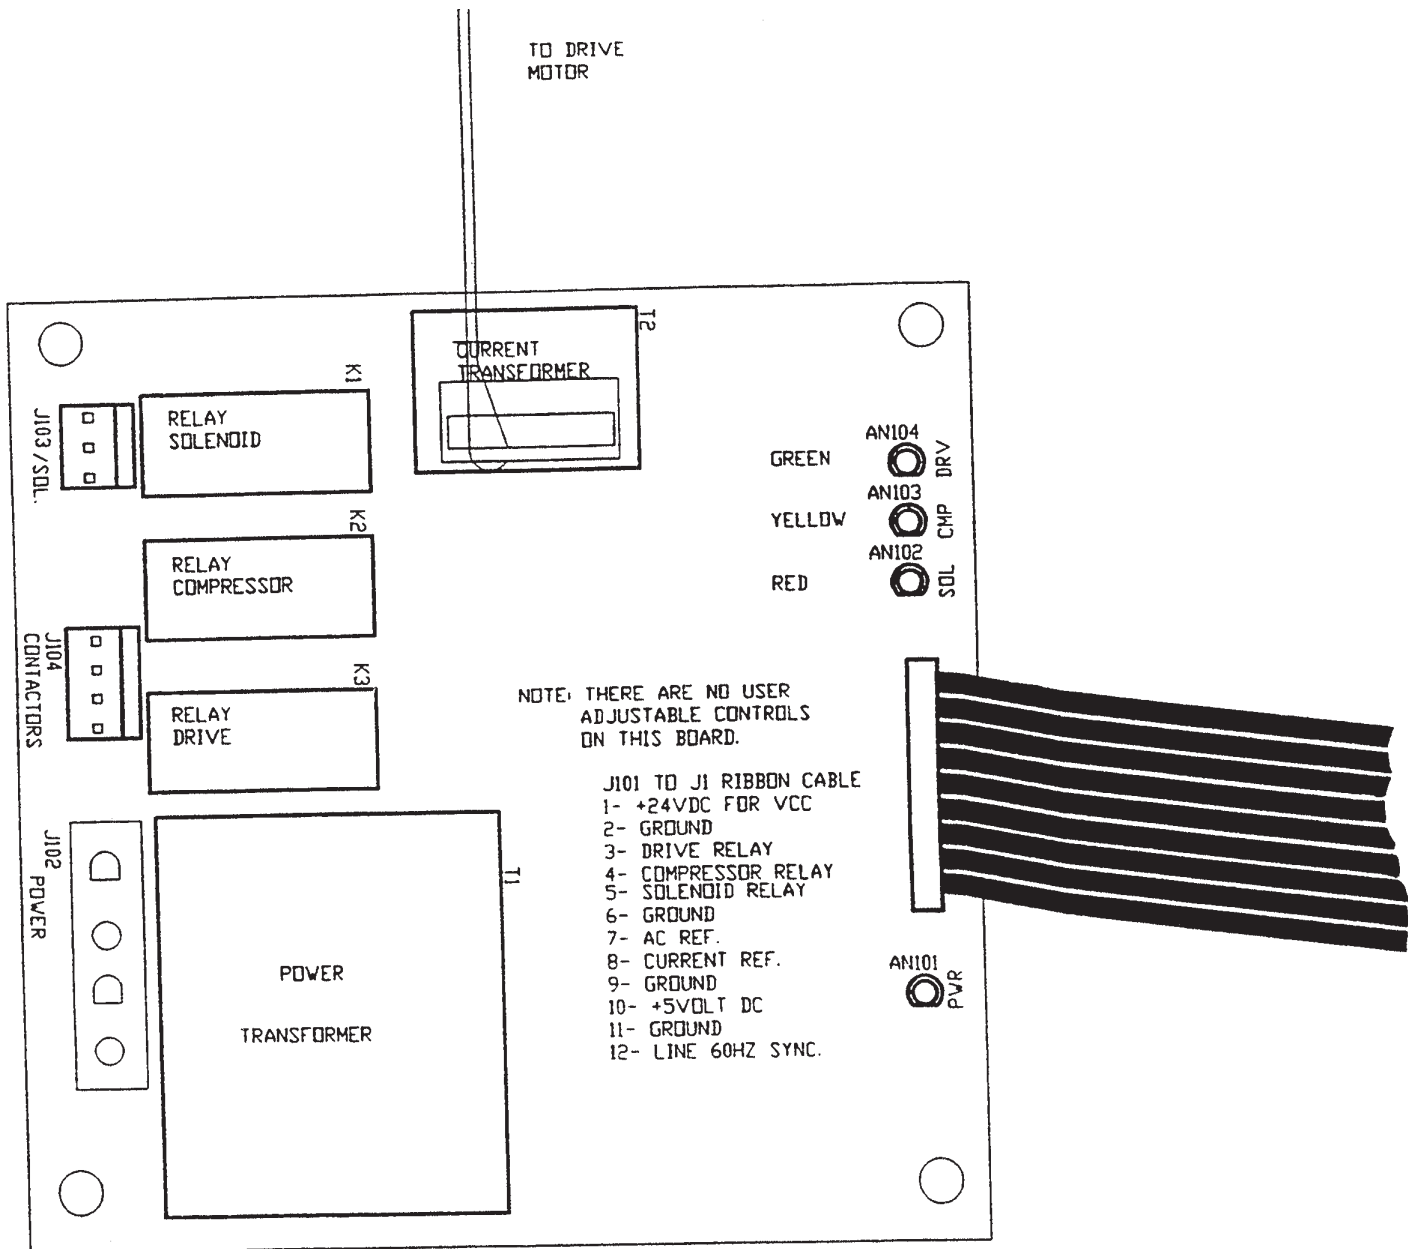 TO DRIVE
MOTOR
T2
CURRENT
TRANSFORMER
K1
J103/SOL.
RELAY
SOLENOID
AN104
GREEN
DRV
AN103
YELLOW
CMP
AN102
RED
SOL
K2
RELAY
COMPRESSOR
J104
CONTACTORS
K3
RELAY
DRIVE
NOTE: THERE ARE NO USER
ADJUSTABLE CONTROLS
ON THIS BOARD.
J101 TO J1 RIBBON CABLE
1- +24VDC FOR VCC
2- GROUND
3- DRIVE RELAY
4- COMPRESSOR RELAY
5- SOLENOID RELAY
6- GROUND
7- AC REF.
8- CURRENT REF.
9- GROUND
10- +5VOLT DC
11- GROUND
12- LINE 60HZ SYNC.
J102
POWER
T1
POWER
TRANSFORMER
AN101
PWR